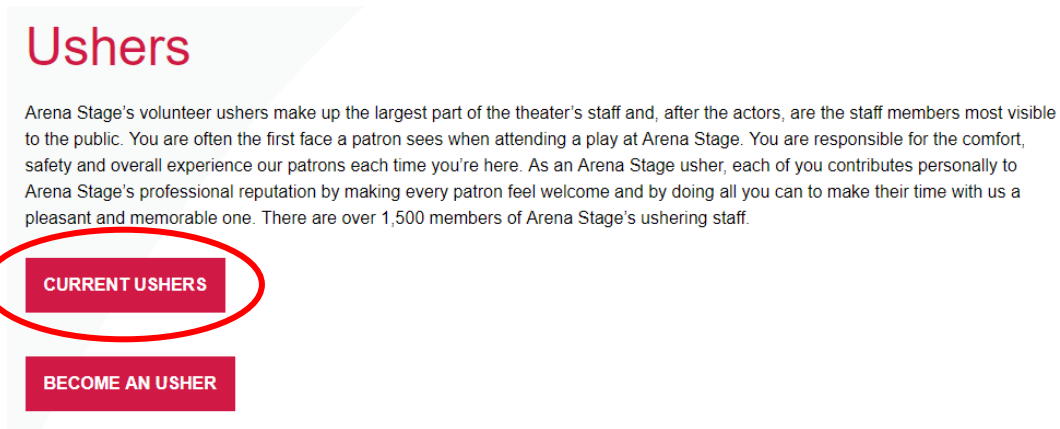 Ushers
Arena Stage’s volunteer ushers make up the largest part of the theater’s staff and, after the actors, are the staff members most visible
to the public. You are often the first face a patron sees when attending a play at Arena Stage. You are responsible for the comfort,
safety and overall experience our patrons each time you’re here. As an Arena Stage usher, each of you contributes personally to
Arena Stage’s professional reputation by making every patron feel welcome and by doing all you can to make their time with us a
pleasant and memorable one. There are over 1,500 members of Arena Stage’s ushering staff.
CURRENT USHERS
BECOME AN USHER